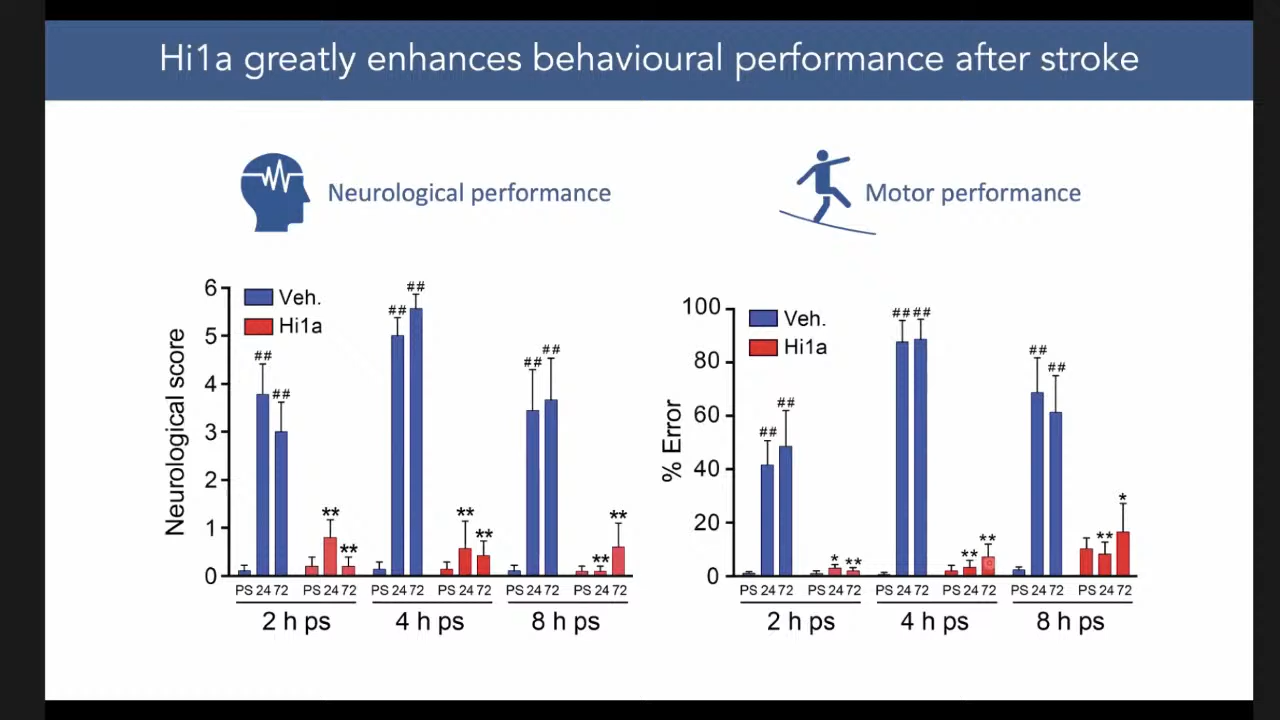 Hi1a greatly enhances behavioural performance after stroke
Neurological performance
Neurological score
6
5
4
3
2
1
0
Veh.
Hi1a
##
##
**
**
##
##
**
**
##
##
**
**
PS 24 72
PS 24 72
PS 24 72
PS 24 72
PS 24 72
PS 24 72
2 h ps
4 h ps
8 h ps
Motor performance
% Error
100
80
60
40
20
0
Veh.
Hi1a
##
##
*
**
##
##
**
**
##
##
**
*
PS 24 72
PS 24 72
PS 24 72
PS 24 72
PS 24 72
PS 24 72
2 h ps
4 h ps
8 h ps